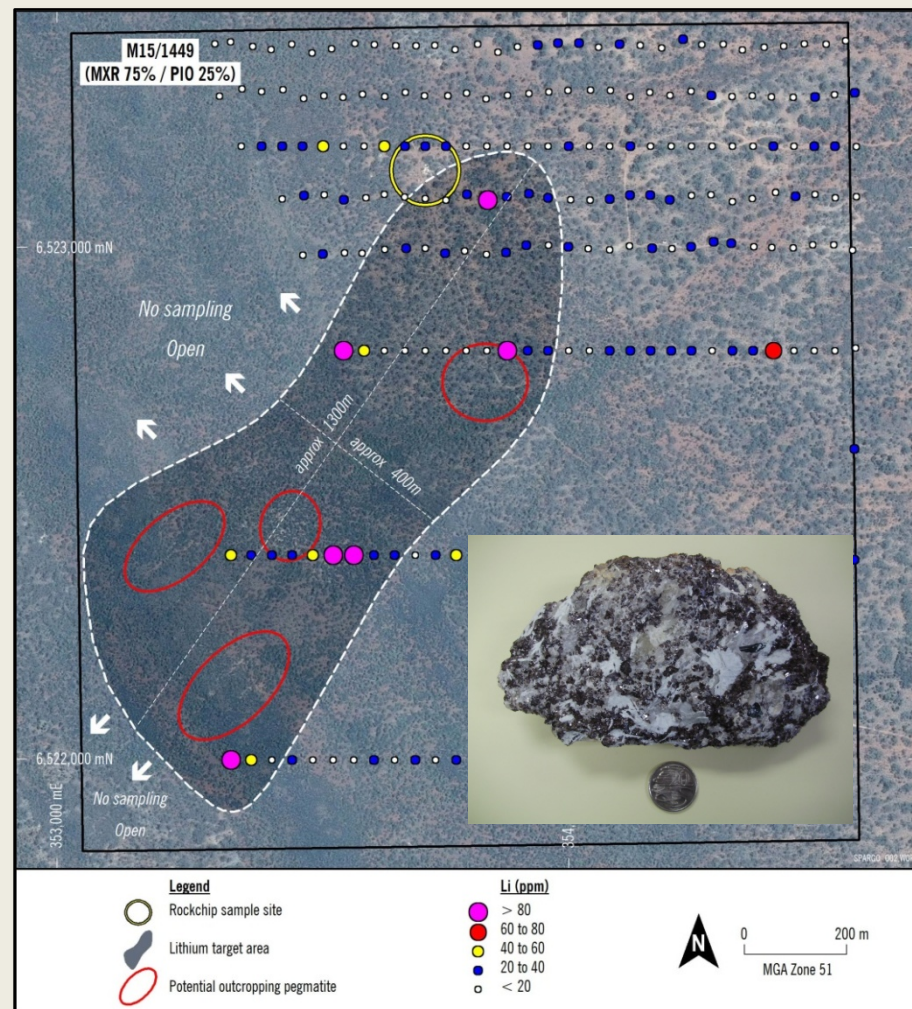 M15/1449
(MXR 75% / PIO 25%)
6,523,000 mN
No sampling
Open
approx 1300m
approx 400m
6,522,000 mN
No sampling
Open
353,000 mE
354,
Legend
Rockchip sample site
Lithium target area
Potential outcropping pegmatite
Li (ppm)
> 80
60 to 80
40 to 60
20 to 40
< 20
N
0
200 m
MGA Zone 51